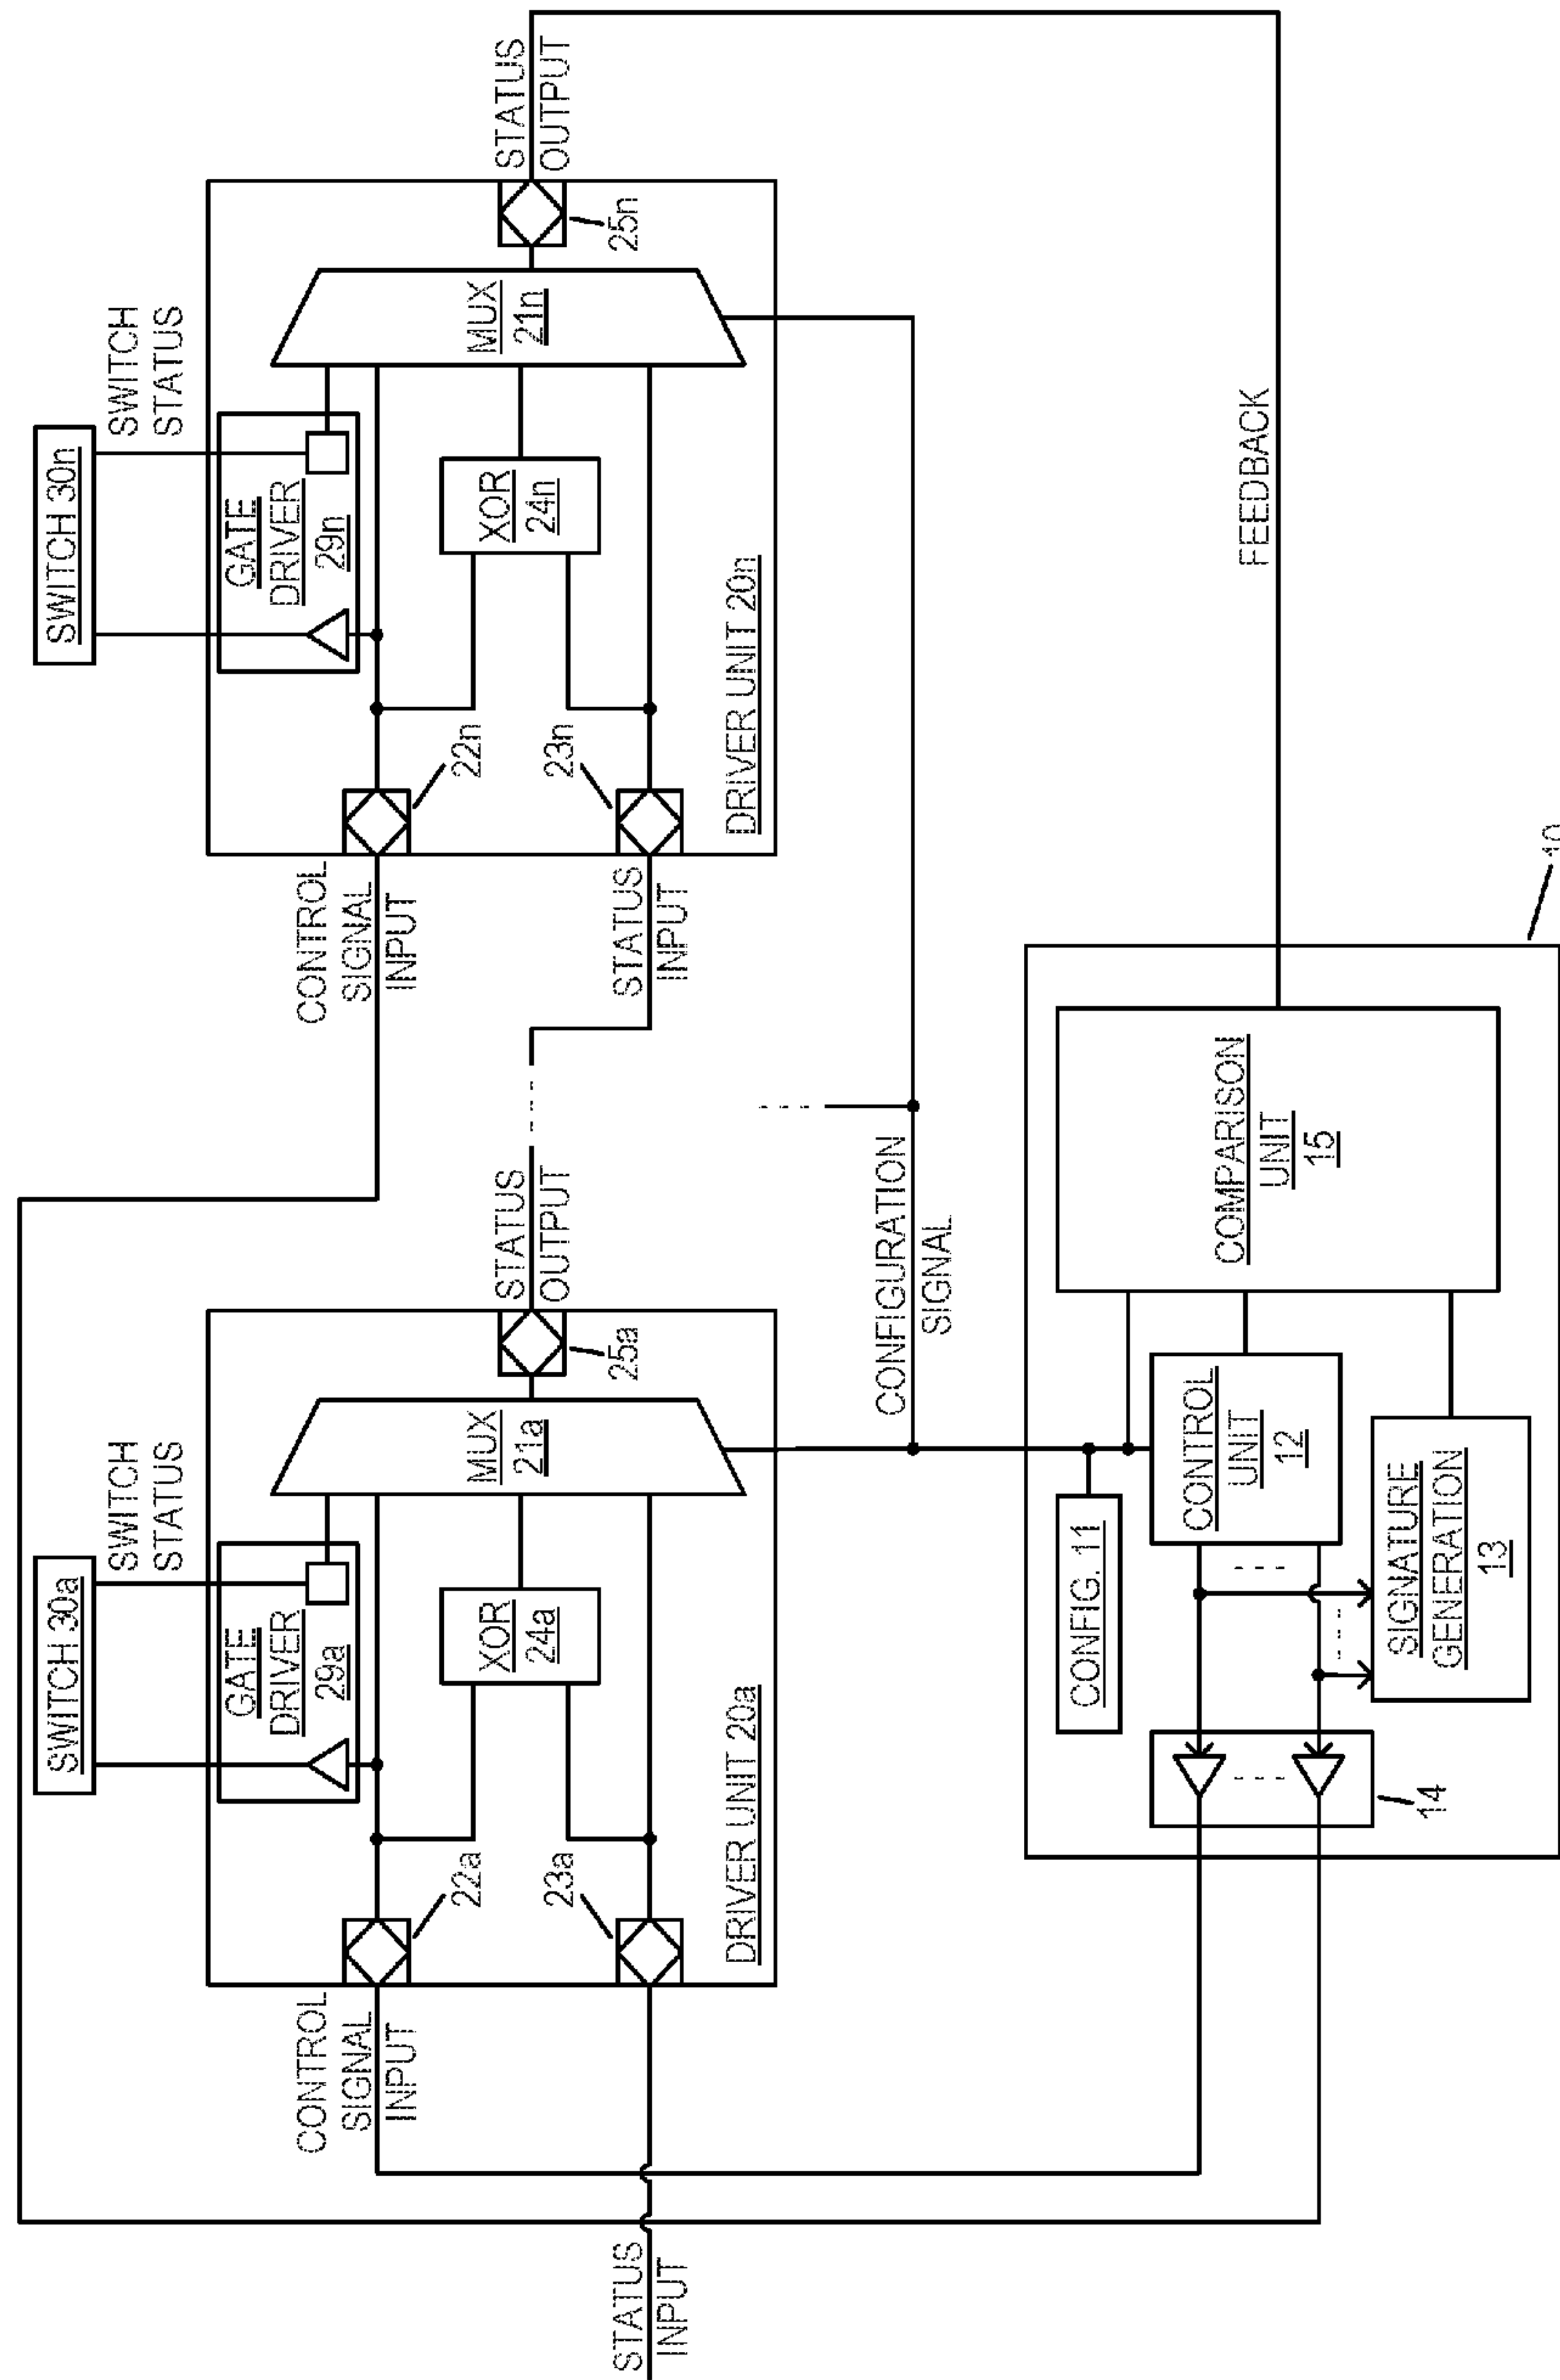 SWITCH 30a
SWITCH
STATUS
GATE
DRIVER
29a
CONTROL
SIGNAL
INPUT
22a
XOR
24a
MUX
21a
STATUS
OUTPUT
25a
23a
STATUS
INPUT
DRIVER UNIT 20a
SWITCH 30n
SWITCH
STATUS
GATE
DRIVER
29n
CONTROL
SIGNAL
INPUT
22n
XOR
24n
MUX
21n
STATUS
OUTPUT
25n
23n
STATUS
INPUT
DRIVER UNIT 20n
CONFIGURATION
SIGNAL
FEEDBACK
CONFIG. 11
CONTROL
UNIT
12
COMPARISON
UNIT
15
SIGNATURE
GENERATION
13
14
10